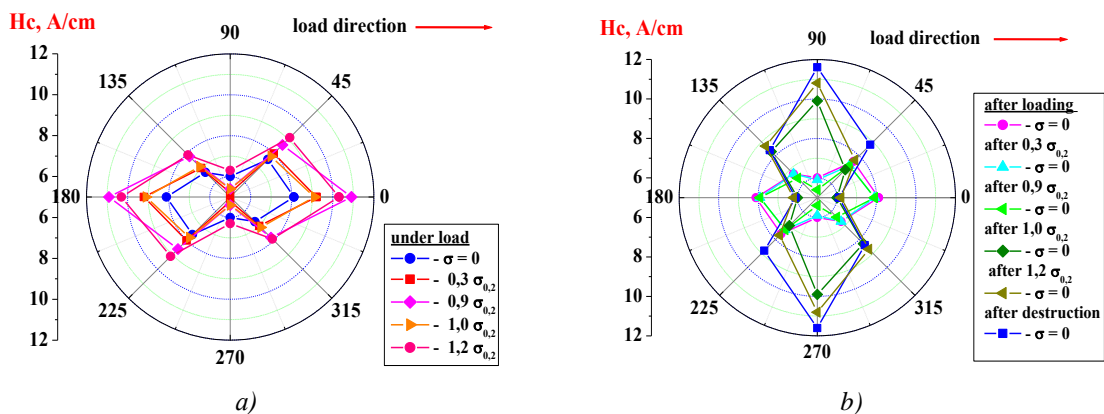 Hc, A/cm
load direction
90
135
45
180
0
225
315
270
12
10
8
6
6
8
10
12
under load
- σ = 0
- 0,3 σ0,2
- 0,9 σ0,2
- 1,0 σ0,2
- 1,2 σ0,2
a)
Hc, A/cm
load direction
90
135
45
180
0
225
315
270
12
10
8
6
6
8
10
12
after loading
- σ = 0
after 0,3 σ0,2
- σ = 0
after 0,9 σ0,2
- σ = 0
after 1,0 σ0,2
- σ = 0
after 1,2 σ0,2
- σ = 0
after destruction
- σ = 0
b)